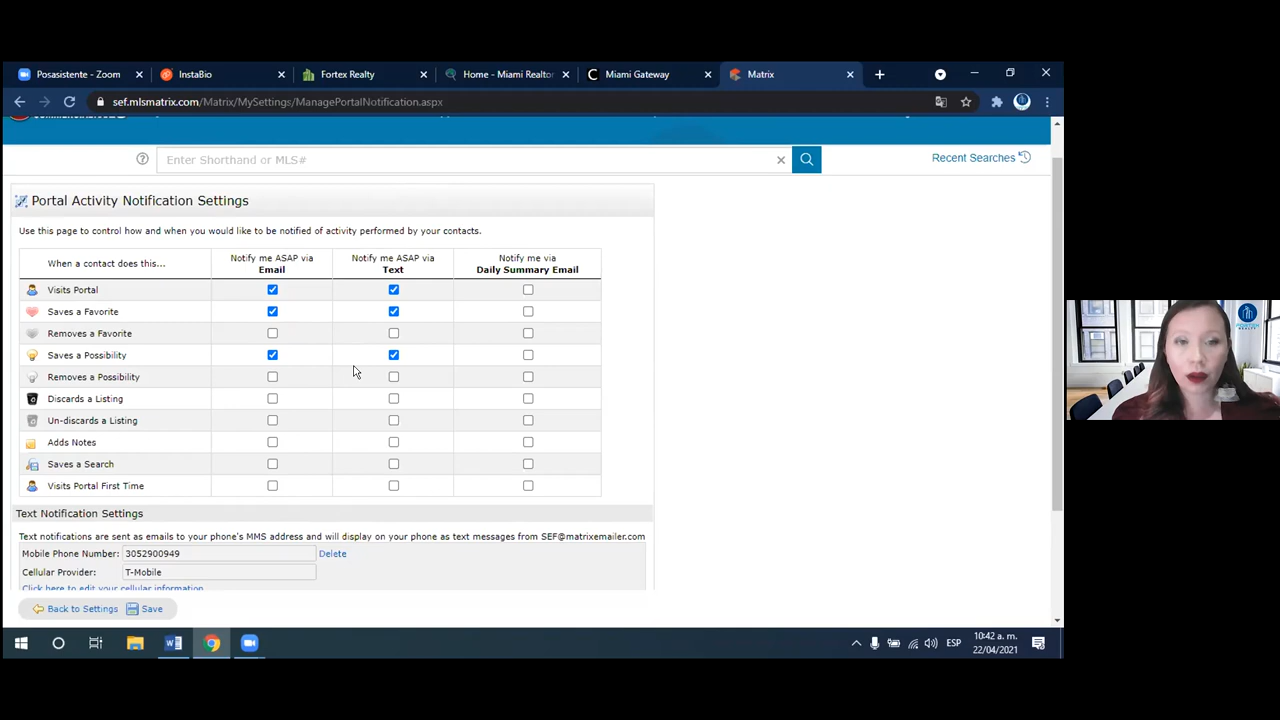 Posasistente - Zoom
InstaBio
Fortex Realty
Home - Miami Realtor
Miami Gateway
Matrix
sef.mlsmatrix.com/Matrix/MySettings/ManagePortalNotification.aspx
Enter Shorthand or MLS#
Recent Searches
Portal Activity Notification Settings
Use this page to control how and when you would like to be notified of activity performed by your contacts.
When a contact does this...
Notify me ASAP via
Email
Notify me ASAP via
Text
Notify me via
Daily Summary Email
Visits Portal
Saves a Favorite
Removes a Favorite
Saves a Possibility
Removes a Possibility
Discards a Listing
Un-discards a Listing
Adds Notes
Saves a Search
Visits Portal First Time
Text Notification Settings
Text notifications are sent as emails to your phone's MMS address and will display on your phone as text messages from SEF@matrixemailer.com
Mobile Phone Number: 3052900949 Delete
Cellular Provider: T-Mobile
Click here to edit your cellular information
Back to Settings Save
ESP
10:42 a. m.
22/04/2021